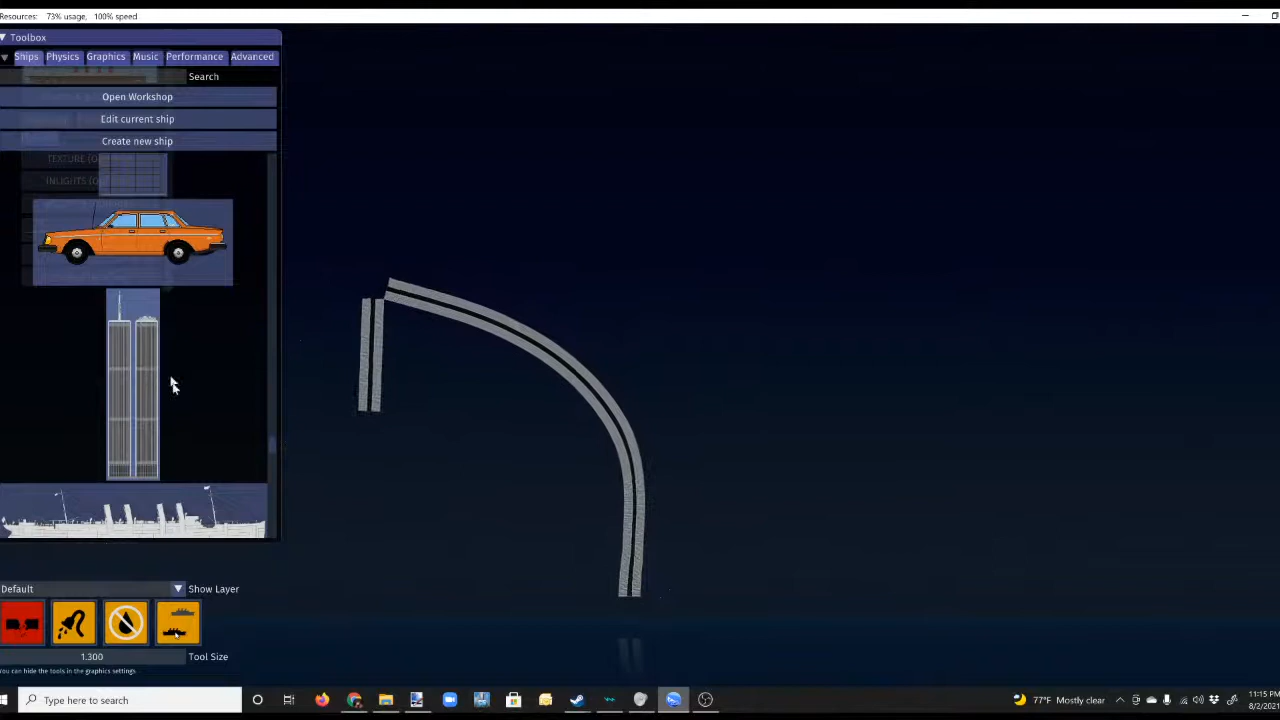 Resources: 73% usage, 100% speed
Toolbox
Ships Physics Graphics Music Performance Advanced
Search
Open Workshop
Edit current ship
Create new ship
TEXTURE (O
INLIGHTS (O
Default
Show Layer
1.300
Tool Size
You can hide the tools in the graphics settings.
Type here to search
77°F Mostly clear
11:15 PM
8/2/2021